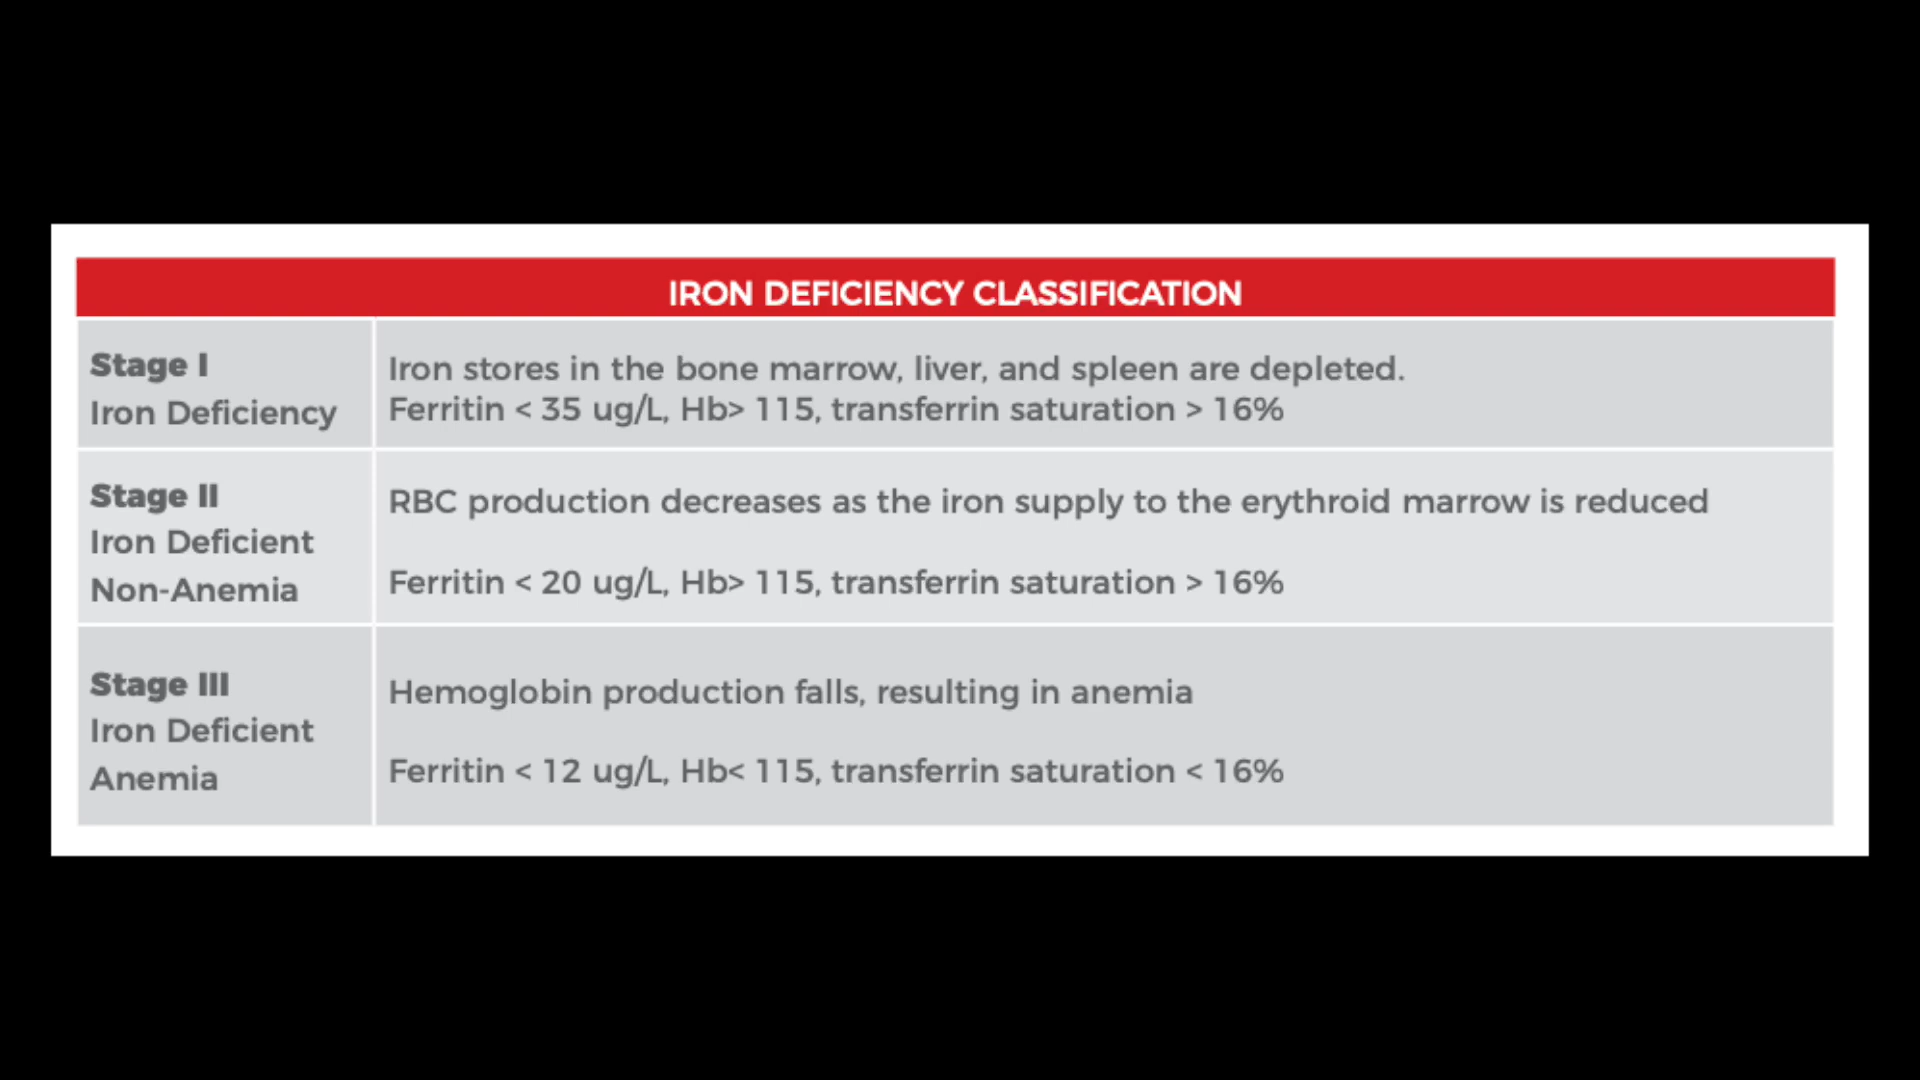 IRON DEFICIENCY CLASSIFICATION
Stage I
Iron Deficiency
Iron stores in the bone marrow, liver, and spleen are depleted.
Ferritin < 35 ug/L, Hb> 115, transferrin saturation > 16%
Stage II
Iron Deficient
Non-Anemia
RBC production decreases as the iron supply to the erythroid marrow is reduced
Ferritin < 20 ug/L, Hb> 115, transferrin saturation > 16%
Stage III
Iron Deficient
Anemia
Hemoglobin production falls, resulting in anemia
Ferritin < 12 ug/L, Hb< 115, transferrin saturation < 16%